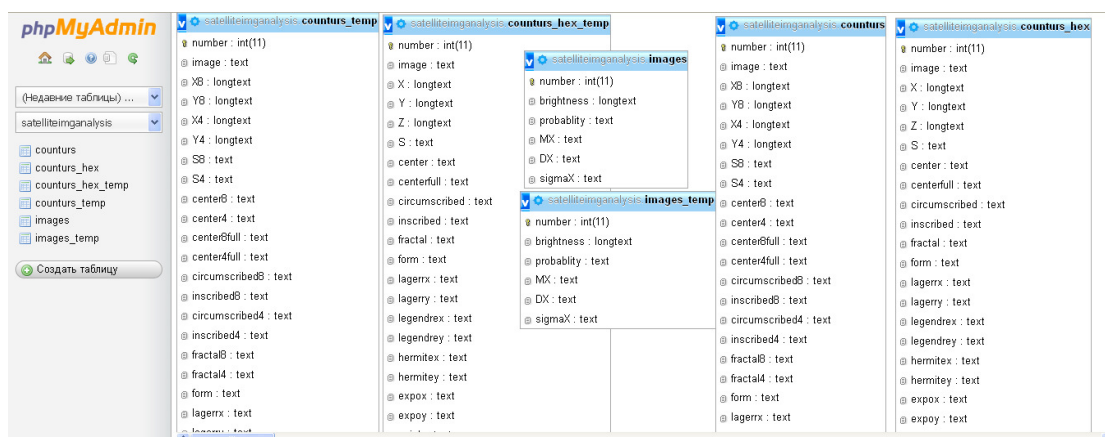 phpMyAdmin
(Недавние таблицы) ...
satelliteimganalysis
counturs
counturs_hex
counturs_hex_temp
counturs_temp
images
images_temp
Создать таблицу
satelliteimganalysis counturs_temp
number : int(11)
image : text
X8 : longtext
Y8 : longtext
X4 : longtext
Y4 : longtext
S8 : text
S4 : text
center8 : text
center4 : text
center8full : text
center4full : text
circumscribed8 : text
inscribed8 : text
circumscribed4 : text
inscribed4 : text
fractal8 : text
fractal4 : text
form : text
lagerrx : text
lagerry : text
satelliteimganalysis counturs_hex_temp
number : int(11)
image : text
X : longtext
Y : longtext
Z : longtext
S : text
center : text
centerfull : text
circumscribed : text
inscribed : text
fractal : text
form : text
lagerrx : text
lagerry : text
legendrex : text
legendrey : text
hermitex : text
hermitey : text
expox : text
expoy : text
satelliteimganalysis images
number : int(11)
brightness : longtext
probablity : text
MX : text
DX : text
sigmaX : text
satelliteimganalysis images_temp
number : int(11)
brightness : longtext
probablity : text
MX : text
DX : text
sigmaX : text
satelliteimganalysis counturs
number : int(11)
image : text
X8 : longtext
Y8 : longtext
X4 : longtext
Y4 : longtext
S8 : text
S4 : text
center8 : text
center4 : text
center8full : text
center4full : text
circumscribed8 : text
inscribed8 : text
circumscribed4 : text
inscribed4 : text
fractal8 : text
fractal4 : text
form : text
lagerrx : text
satelliteimganalysis counturs_hex
number : int(11)
image : text
X : longtext
Y : longtext
Z : longtext
S : text
center : text
centerfull : text
circumscribed : text
inscribed : text
fractal : text
form : text
lagerrx : text
lagerry : text
legendrex : text
legendrey : text
hermitex : text
hermitey : text
expox : text
expoy : text